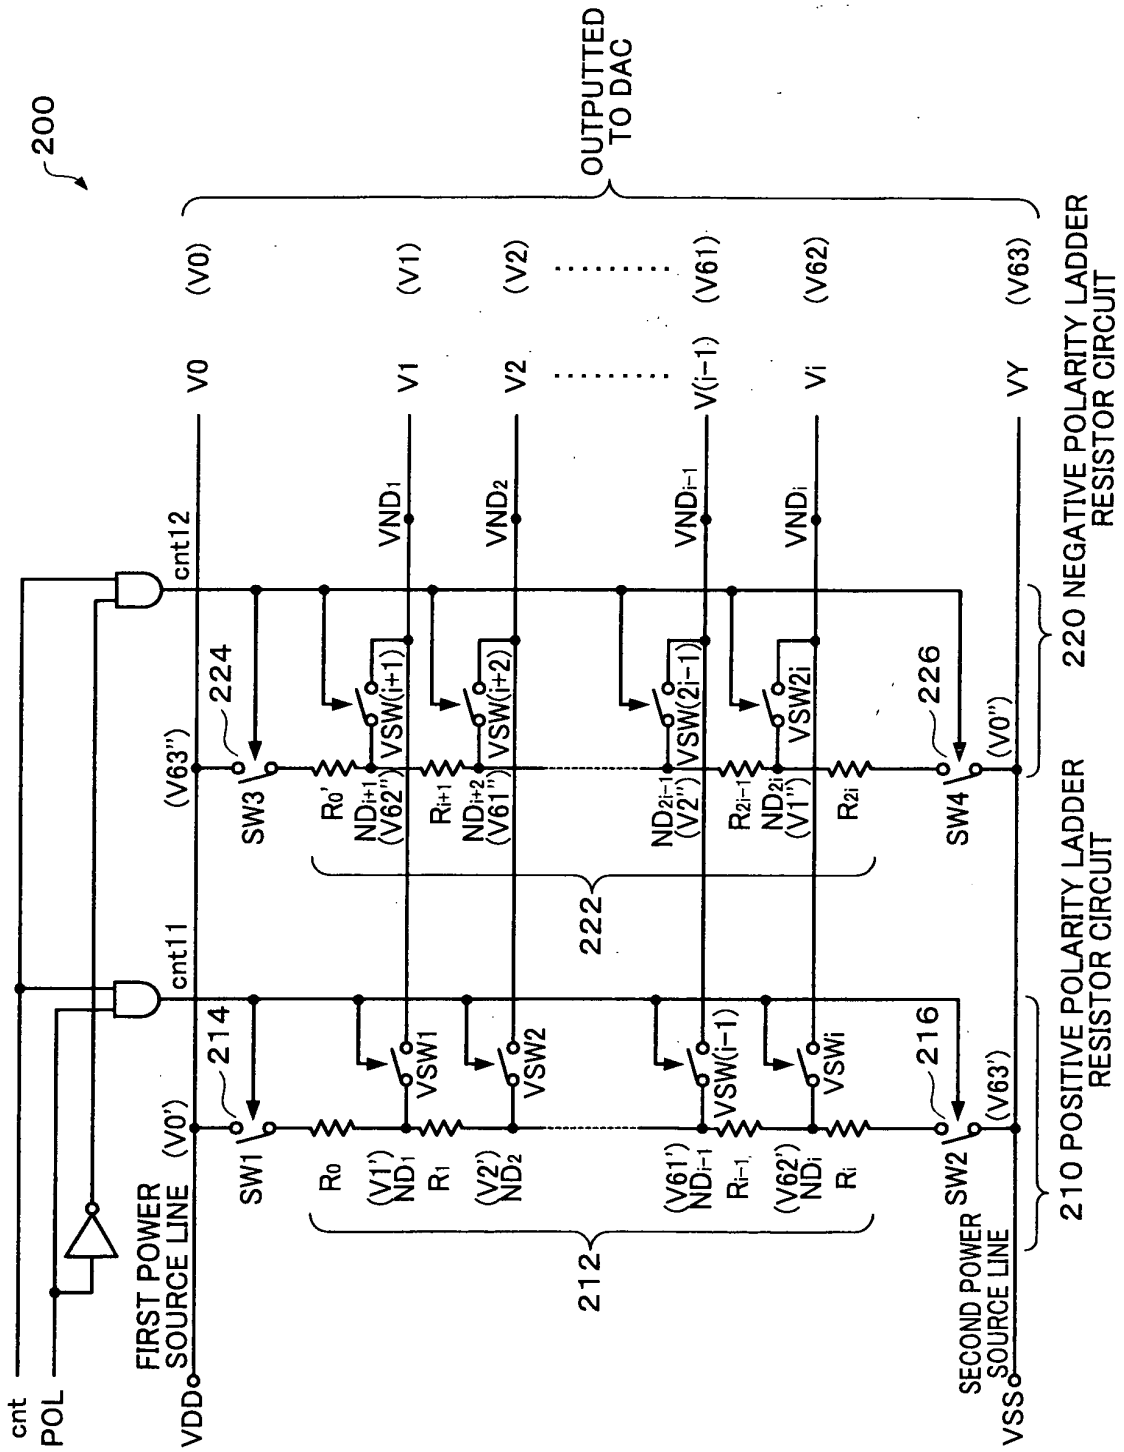 200
cnt
POL
cnt11
cnt12
FIRST POWER
SOURCE LINE
VDD
(V0')
214
SW1
R0
(V1')
ND1
R1
(V2')
ND2
(V61')
NDi-1
Ri-1
(V62')
NDi
Ri
212
VSW1
VSW2
VSW(i-1)
VSWi
216
SW2
(V63')
SECOND POWER
SOURCE LINE
VSS
210 POSITIVE POLARITY LADDER
RESISTOR CIRCUIT
(V63'')
224
SW3
R0'
NDi+1
(V62'')
Ri+1
NDi+2
(V61'')
ND2i-1
(V2'')
R2i-1
ND2i
(V1'')
R2i
222
VSW(i+1)
VSW(i+2)
VSW(2i-1)
VSW2i
226
SW4
(V0'')
220 NEGATIVE POLARITY LADDER
RESISTOR CIRCUIT
VND1
VND2
VNDi-1
VNDi
V0 (V0)
V1 (V1)
V2 (V2)
V(i-1) (V61)
Vi (V62)
VY (V63)
OUTPUTTED
TO DAC